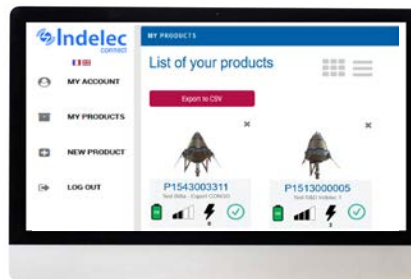 Indelec
connect
MY PRODUCTS
List of your products
MY ACCOUNT
MY PRODUCTS
NEW PRODUCT
LOG OUT
Export to CSV
P1543003311
P1513000005